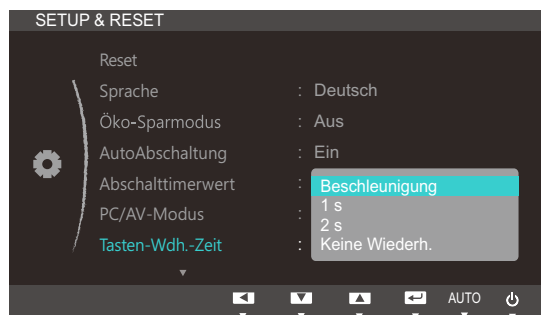 SETUP & RESET
Reset
Sprache : Deutsch
Öko-Sparmodus : Aus
AutoAbschaltung : Ein
Abschalttimerwert :
PC/AV-Modus :
Tasten-Wdh.-Zeit :
Beschleunigung
1 s
2 s
Keine Wiederh.
AUTO